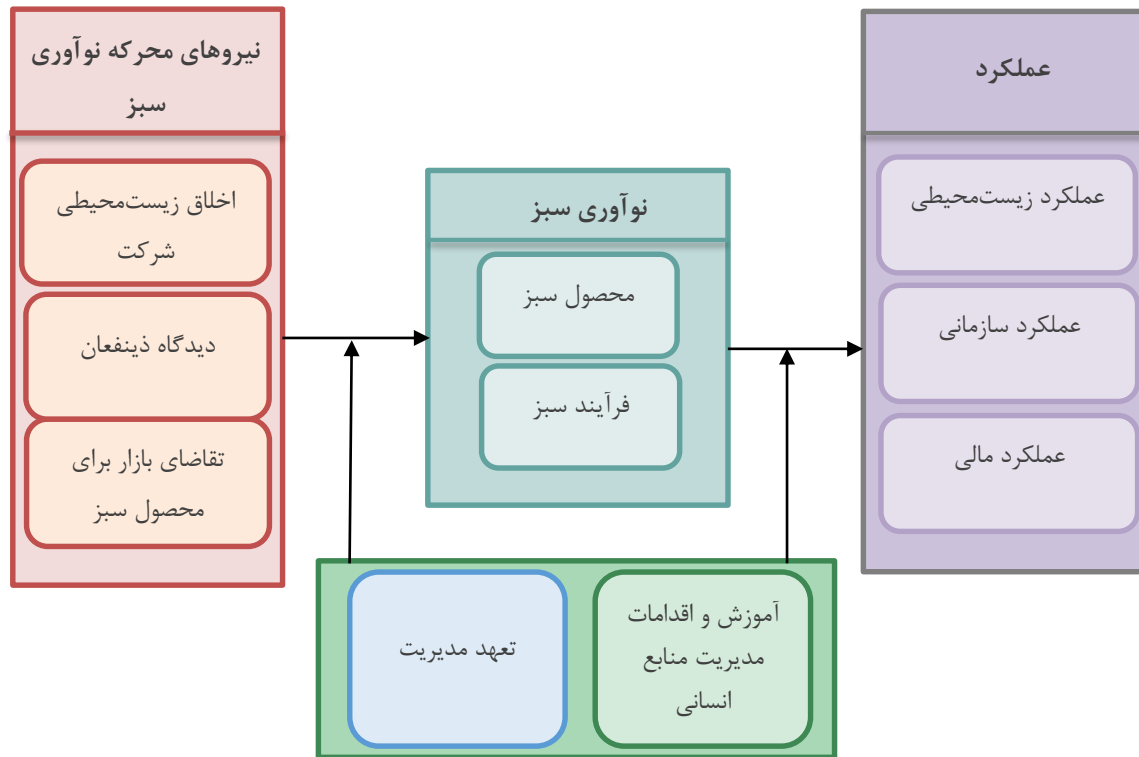 نیروهای محرکه نوآوری
سبز
اخلاق زیست‌محیطی
شرکت
دیدگاه ذینفعان
تقاضای بازار برای
محصول سبز
نوآوری سبز
محصول سبز
فرآیند سبز
عملکرد
عملکرد زیست‌محیطی
عملکرد سازمانی
عملکرد مالی
تعهد مدیریت
آموزش و اقدامات
مدیریت منابع
انسانی